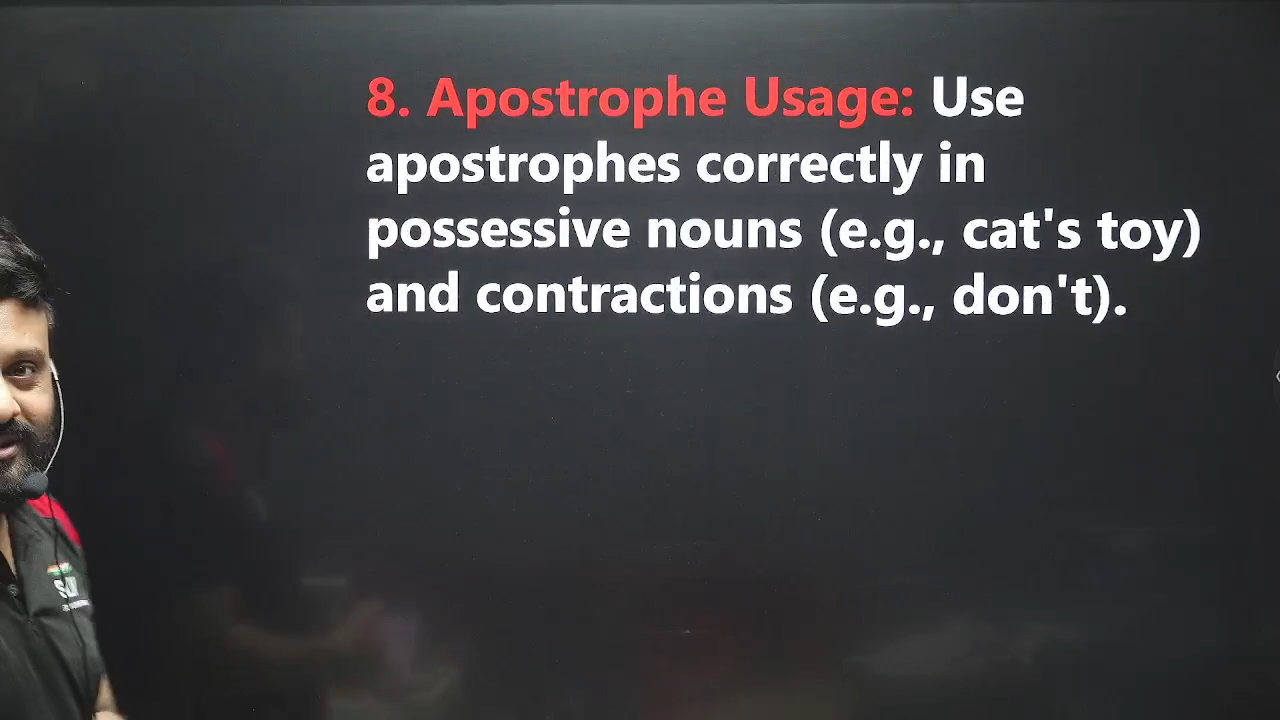 8. Apostrophe Usage: Use
apostrophes correctly in
possessive nouns (e.g., cat's toy)
and contractions (e.g., don't).